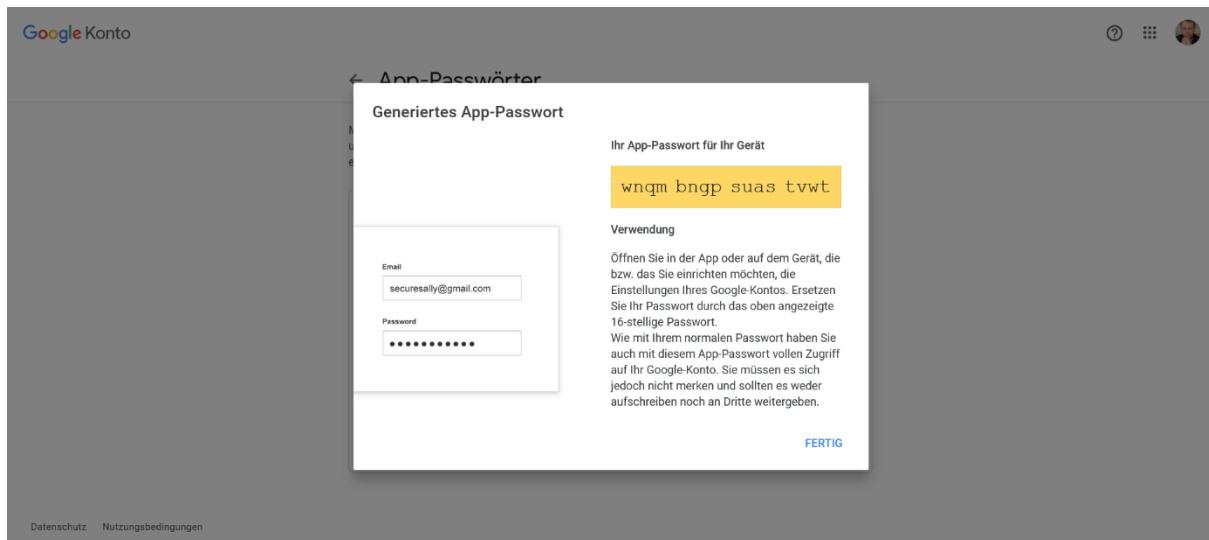 Google Konto
App-Passwörter
Generiertes App-Passwort
Ihr App-Passwort für Ihr Gerät
wnqm bngp suas tvwt
Verwendung
Öffnen Sie in der App oder auf dem Gerät, die
bzw. das Sie einrichten möchten, die
Einstellungen Ihres Google-Kontos. Ersetzen
Sie Ihr Passwort durch das oben angezeigte
16-stellige Passwort.
Wie mit Ihrem normalen Passwort haben Sie
auch mit diesem App-Passwort vollen Zugriff
auf Ihr Google-Konto. Sie müssen es sich
jedoch nicht merken und sollten es weder
aufschreiben noch an Dritte weitergeben.
Email
securesally@gmail.com
Password
FERTIG
Datenschutz Nutzungsbedingungen